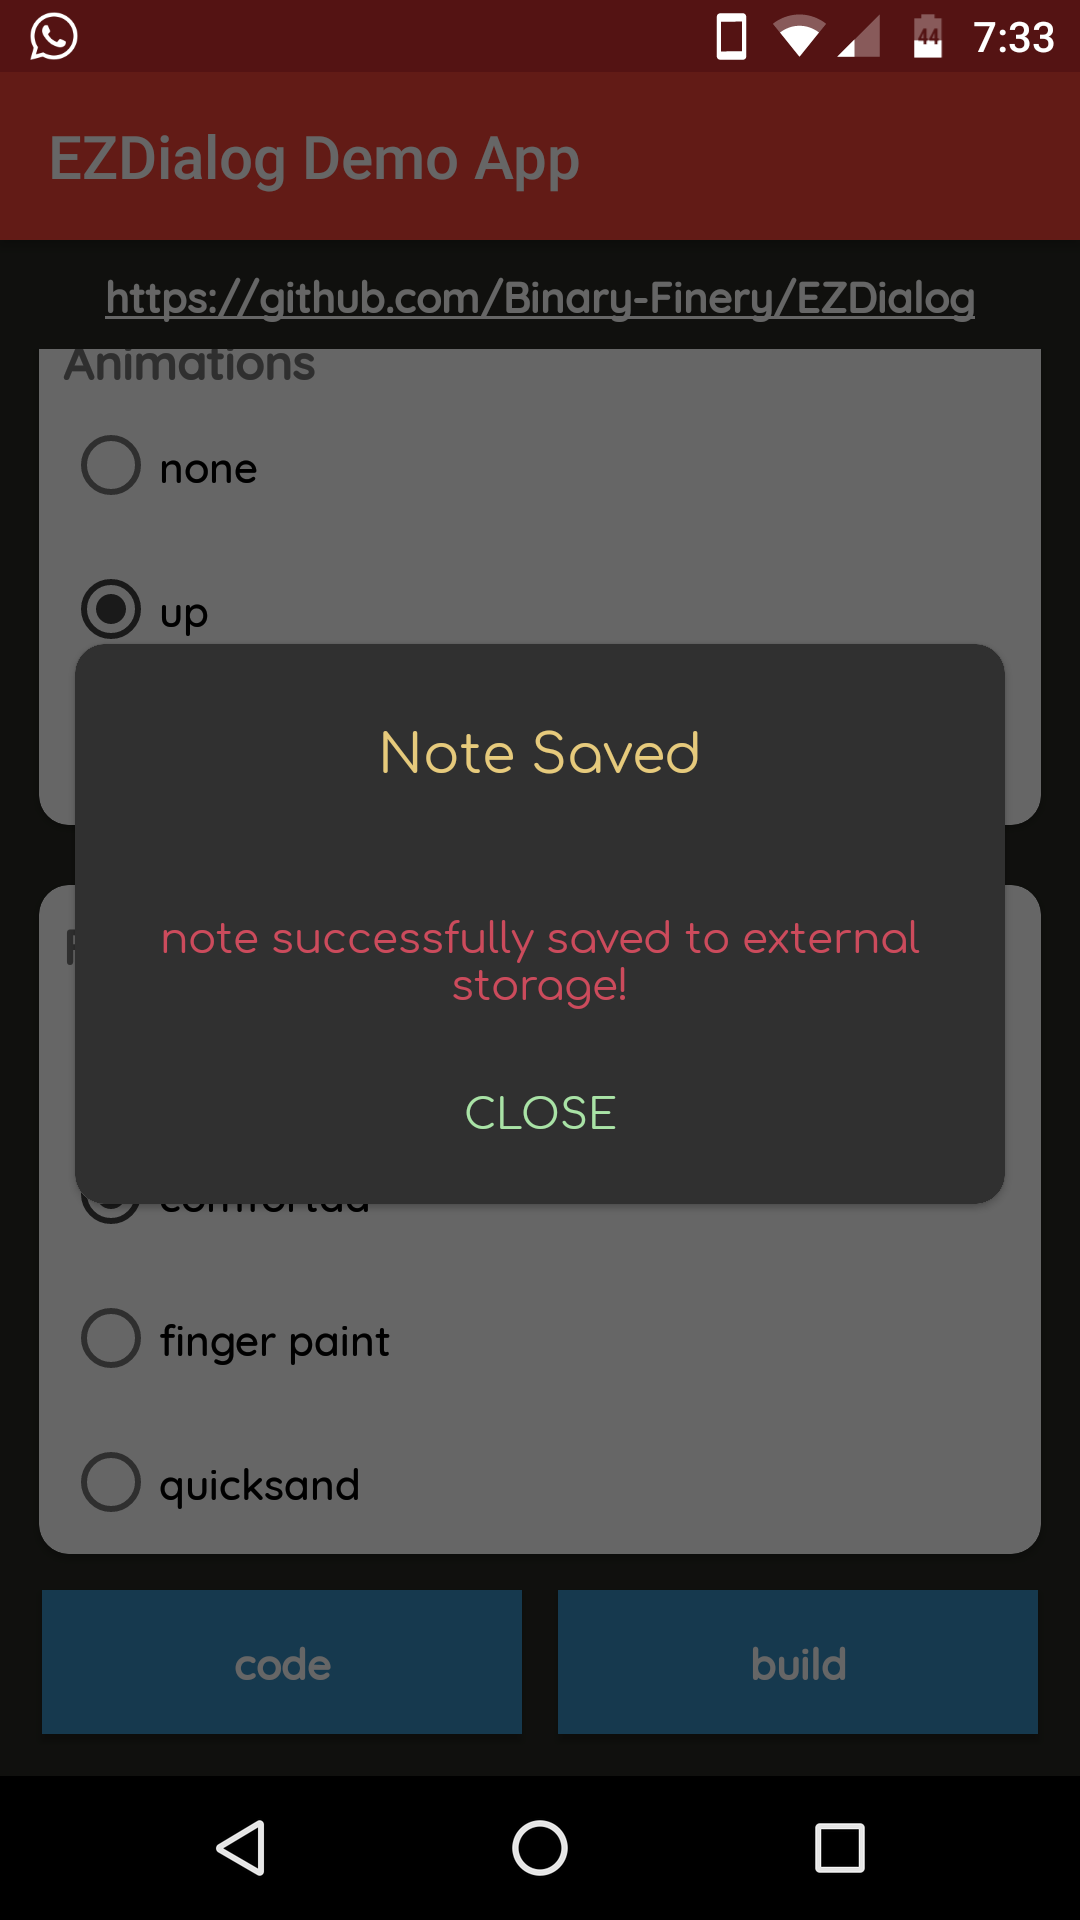 44 7:33
EZDialog Demo App
https://github.com/Binary-Finery/EZDialog
Animations
none
up
Note Saved
note successfully saved to external
storage!
CLOSE
finger paint
quicksand
code build